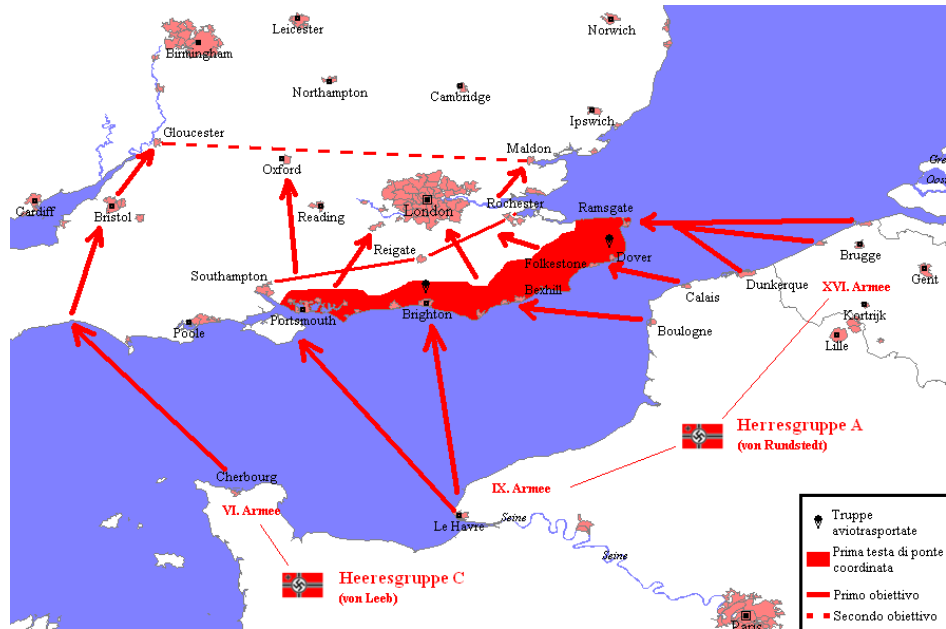 Leicester
Norwich
Birmingham
Northampton
Cambridge
Ipswich
Gloucester
Maldon
Oxford
Cardiff
Bristol
Reading
London
Rochester
Ramsgate
Reigate
Southampton
Folkestone
Dover
Brugge
Gent
Calais
Dunkerque
XVI. Armee
Bexhill
Portsmouth
Brighton
Poole
Boulogne
Kortrijk
Lille
Herresgruppe A
(von Rundstedt)
Cherbourg
VI. Armee
IX. Armee
Le Havre
Seine
Seine
Heeresgruppe C
(von Leeb)
Paris
Truppe
aviotrasportate
Prima testa di ponte
coordinata
Primo obiettivo
Secondo obiettivo